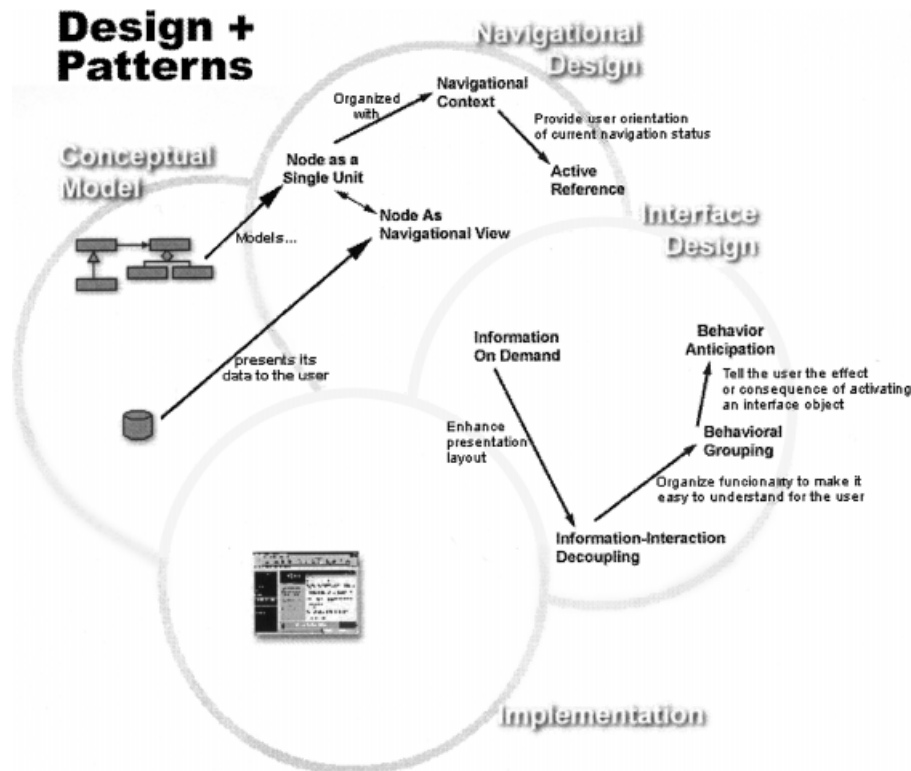 Design +
Patterns
Navigational
Design
Navigational
Context
Organized
with
Provide user orientation
of current navigation status
Conceptual
Model
Node as a
Single Unit
Active
Reference
Interface
Design
Node As
Navigational View
Models...
Information
On Demand
Behavior
Anticipation
presents its
data to the user
Tell the user the effect
or consequence of activating
an interface object
Enhance
presentation
layout
Behavioral
Grouping
Organize funcionality to make it
easy to understand for the user
Information-Interaction
Decoupling
Implementation